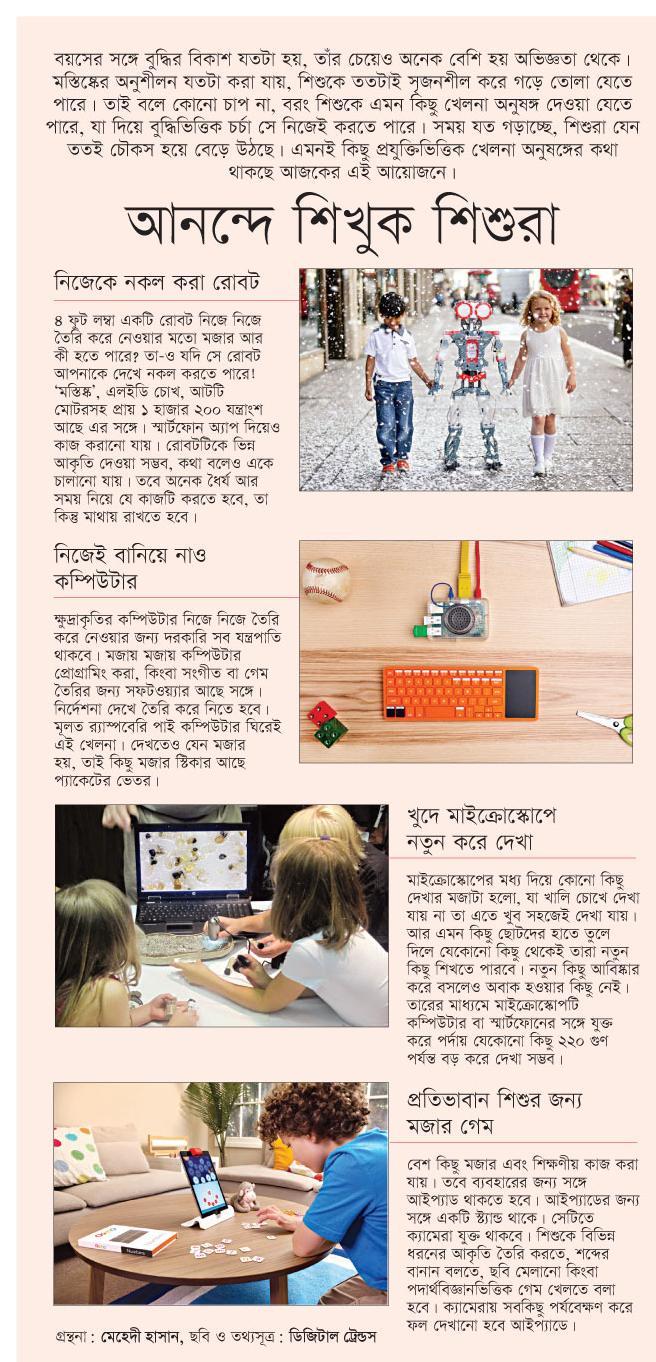 বয়সের সঙ্গে বুদ্ধির বিকাশ যতটা হয়, তাঁর চেয়েও অনেক বেশি হয় অভিজ্ঞতা থেকে।
মস্তিষ্কের অনুশীলন যতটা করা যায়, শিশুকে ততটাই সৃজনশীল করে গড়ে তোলা যেতে
পারে। তাই বলে কোনো চাপ না, বরং শিশুকে এমন কিছু খেলনা অনুষঙ্গ দেওয়া যেতে
পারে, যা দিয়ে বুদ্ধিভিত্তিক চর্চা সে নিজেই করতে পারে। সময় যত গড়াচ্ছে, শিশুরা যেন
ততই চৌকস হয়ে বেড়ে উঠছে। এমনই কিছু প্রযুক্তিভিত্তিক খেলনা অনুষঙ্গের কথা
থাকছে আজকের এই আয়োজনে।
আনন্দে শিখুক শিশুরা
নিজেকে নকল করা রোবট
৪ ফুট লম্বা একটি রোবট নিজে নিজে
তৈরি করে নেওয়ার মতো মজার আর
কী হতে পারে? তা-ও যদি সে রোবট
আপনাকে দেখে নকল করতে পারে!
‘মস্তিষ্ক’, এলইডি চোখ, আটটি
মোটরসহ প্রায় ১ হাজার ২০০ যন্ত্রাংশ
আছে এর সঙ্গে। স্মার্টফোন অ্যাপ দিয়েও
কাজ করানো যায়। রোবটটিকে ভিন্ন
আকৃতি দেওয়া সম্ভব, কথা বলেও একে
চালানো যায়। তবে অনেক ধৈর্য আর
সময় নিয়ে যে কাজটি করতে হবে, তা
কিন্তু মাথায় রাখতে হবে।
নিজেই বানিয়ে নাও
কম্পিউটার
ক্ষুদ্রাকৃতির কম্পিউটার নিজে নিজে তৈরি
করে নেওয়ার জন্য দরকারি সব যন্ত্রপাতি
থাকবে। মজায় মজায় কম্পিউটার
প্রোগ্রামিং করা, কিংবা সংগীত বা গেম
তৈরির জন্য সফটওয়্যার আছে সঙ্গে।
নির্দেশনা দেখে তৈরি করে নিতে হবে।
মূলত র‍্যাস্পবেরি পাই কম্পিউটার ঘিরেই
এই খেলনা। দেখতেও যেন মজার
হয়, তাই কিছু মজার স্টিকার আছে
প্যাকেটের ভেতর।
খুদে মাইক্রোস্কোপে
নতুন করে দেখা
মাইক্রোস্কোপের মধ্য দিয়ে কোনো কিছু
দেখার মজাটা হলো, যা খালি চোখে দেখা
যায় না তা এতে খুব সহজেই দেখা যায়।
আর এমন কিছু ছোটদের হাতে তুলে
দিলে যেকোনো কিছু থেকেই তারা নতুন
কিছু শিখতে পারবে। নতুন কিছু আবিষ্কার
করে বসলেও অবাক হওয়ার কিছু নেই।
তারের মাধ্যমে মাইক্রোস্কোপটি
কম্পিউটার বা স্মার্টফোনের সঙ্গে যুক্ত
করে পর্দায় যেকোনো কিছু ২২০ গুণ
পর্যন্ত বড় করে দেখা সম্ভব।
প্রতিভাবান শিশুর জন্য
মজার গেম
বেশ কিছু মজার এবং শিক্ষণীয় কাজ করা
যায়। তবে ব্যবহারের জন্য সঙ্গে
আইপ্যাড থাকতে হবে। আইপ্যাডের জন্য
সঙ্গে একটি স্ট্যান্ড থাকে। সেটিতে
ক্যামেরা যুক্ত থাকবে। শিশুকে বিভিন্ন
ধরনের আকৃতি তৈরি করতে, শব্দের
বানান বলতে, ছবি মেলানো কিংবা
পদার্থবিজ্ঞানভিত্তিক গেম খেলতে বলা
হবে। ক্যামেরায় সবকিছু পর্যবেক্ষণ করে
ফল দেখানো হবে আইপ্যাডে।
গ্রন্থনা : মেহেদী হাসান, ছবি ও তথ্যসূত্র : ডিজিটাল ট্রেন্ডস